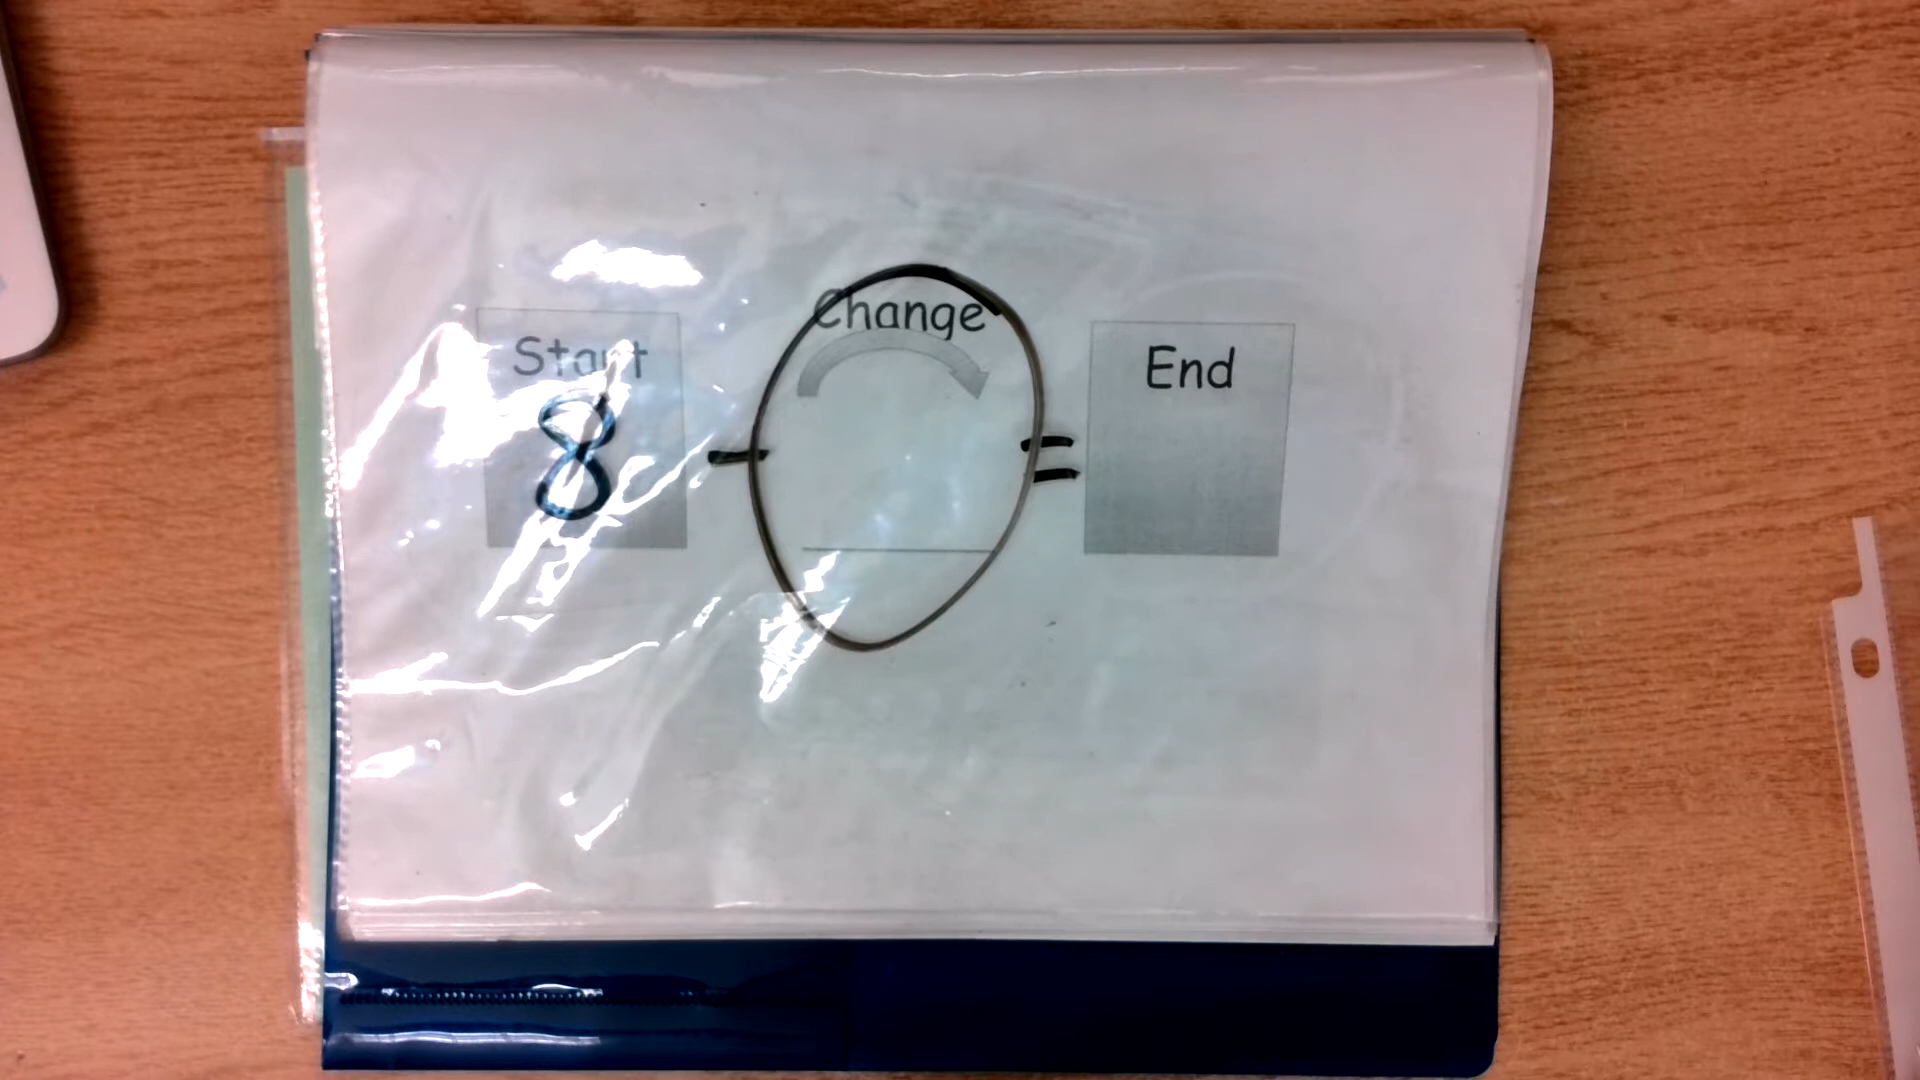 Change
Start
End
8 - =